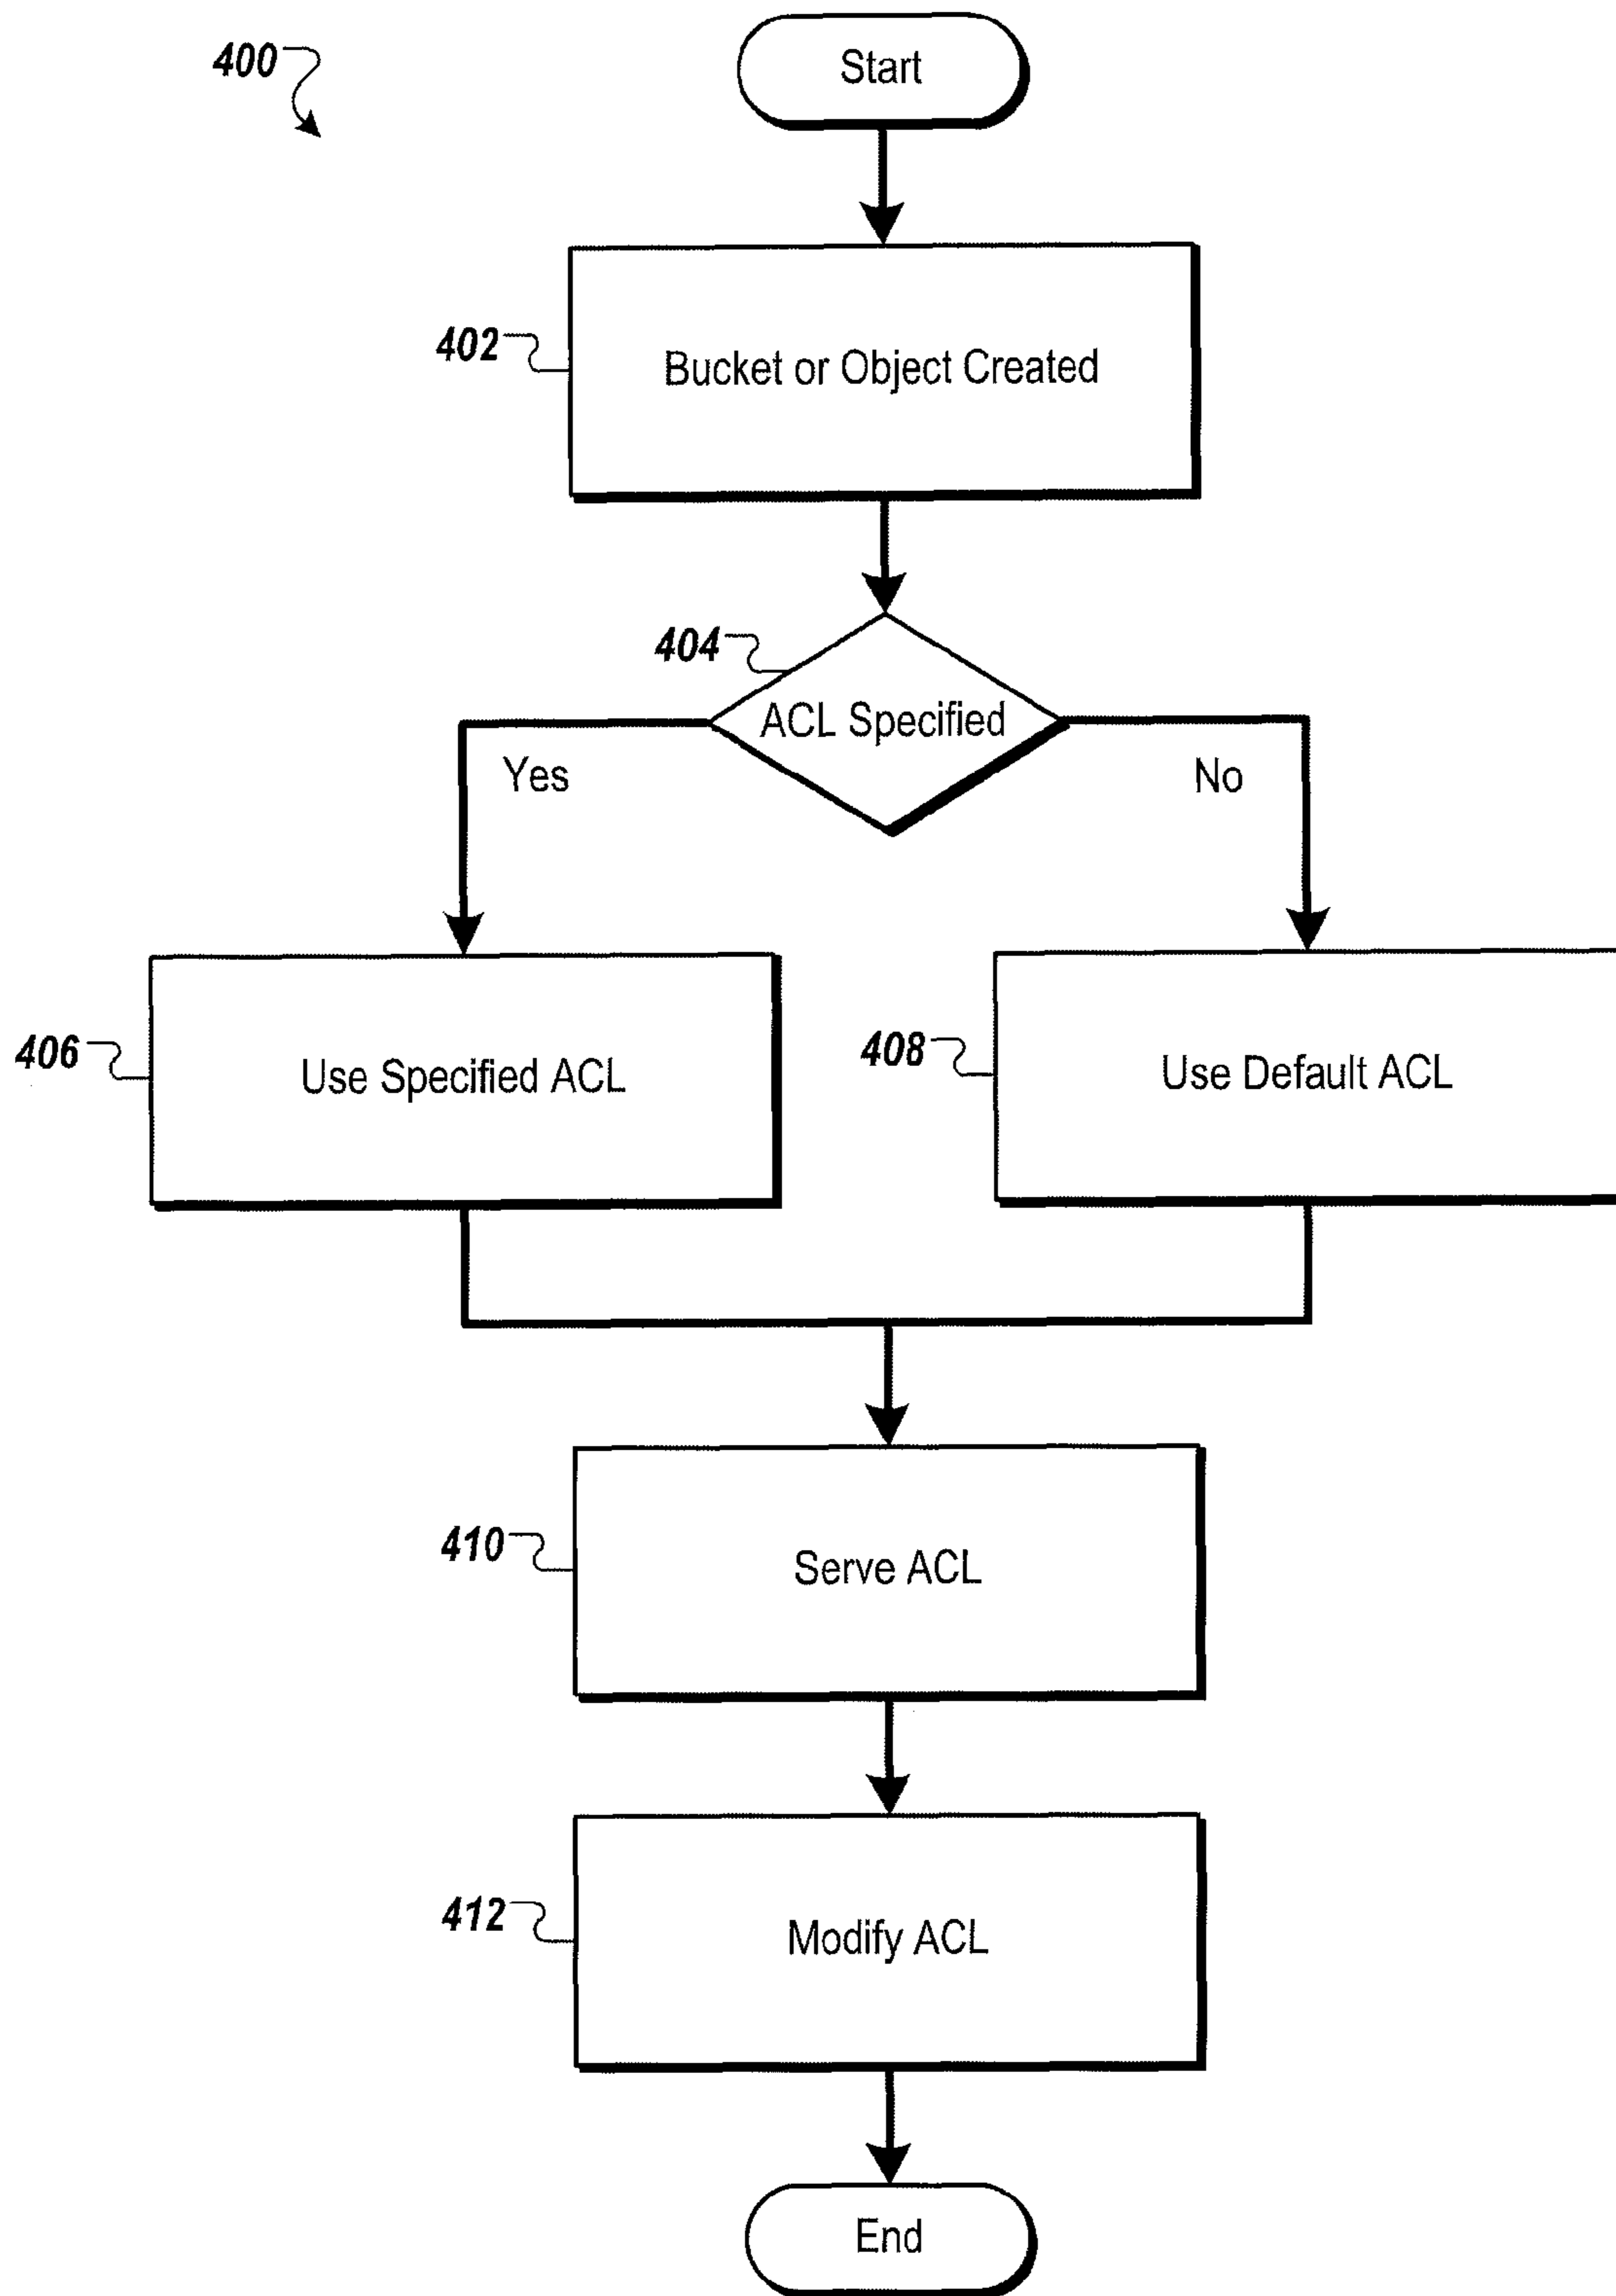 400
Start
402
Bucket or Object Created
404
ACL Specified
Yes
No
406
Use Specified ACL
408
Use Default ACL
410
Serve ACL
412
Modify ACL
End